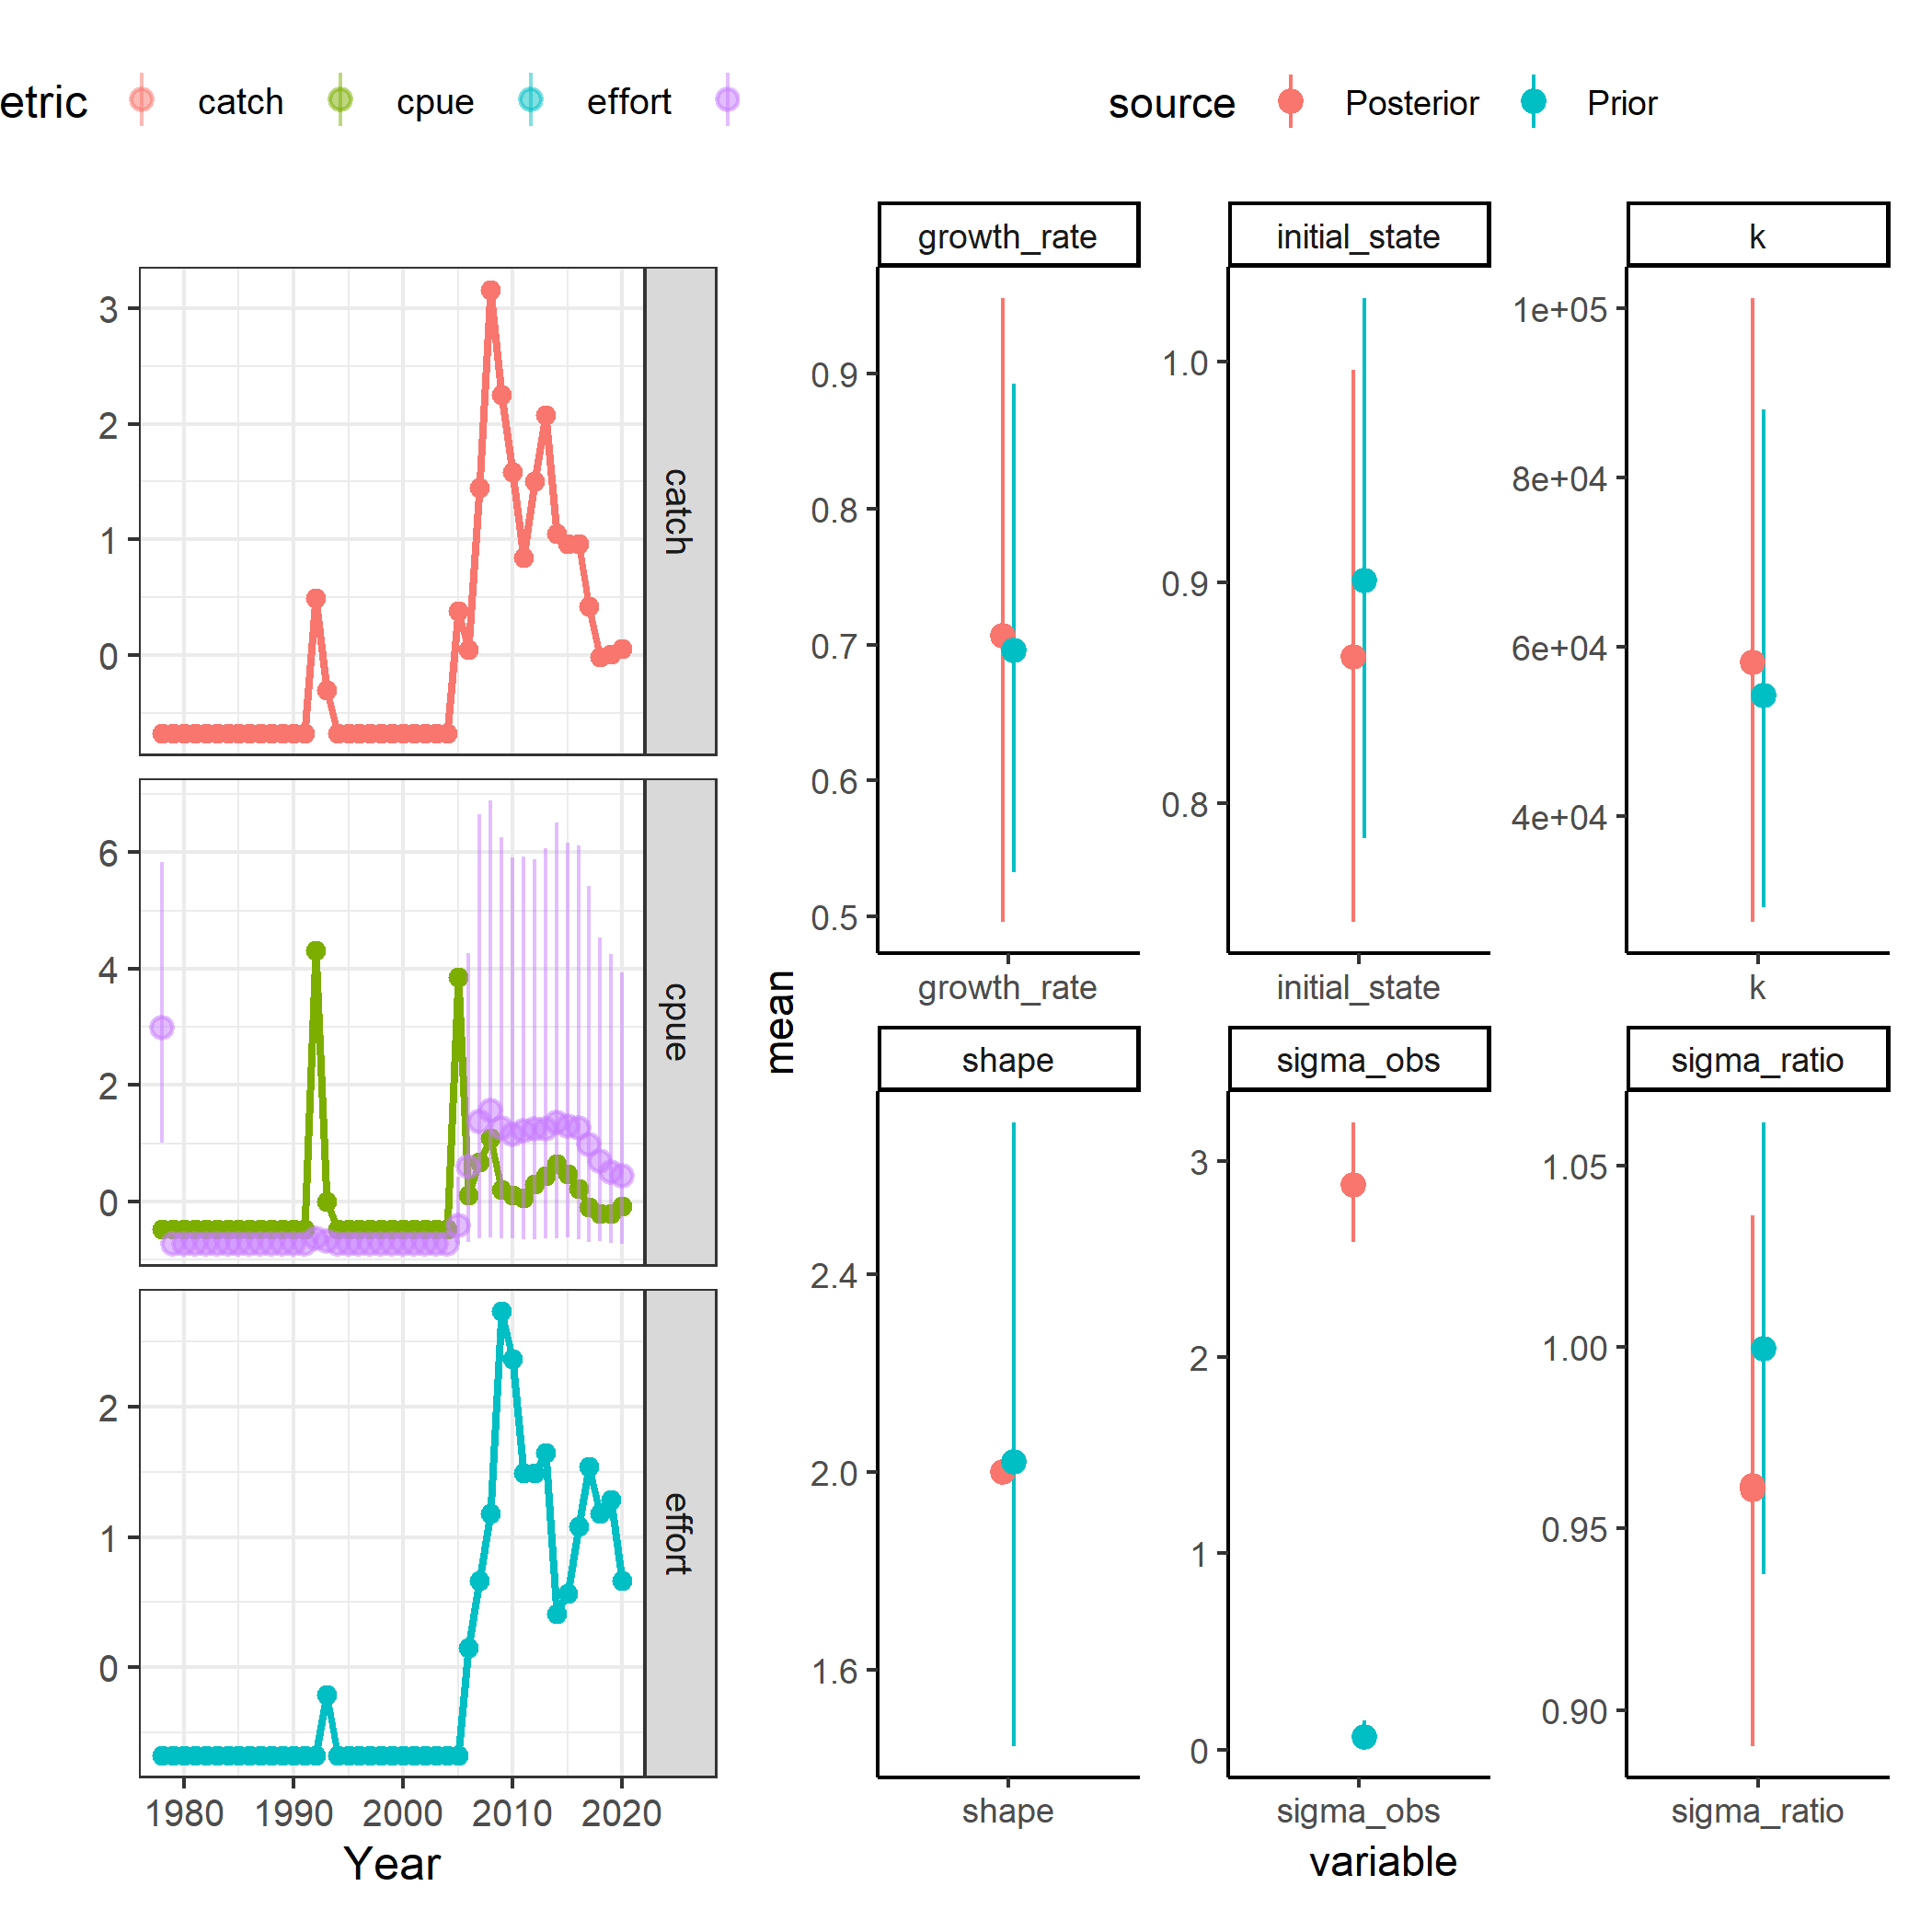 etric catch cpue effort
source Posterior Prior
3
2
1
0
catch
6
4
2
0
cpue
2
1
0
effort
1980 1990 2000 2010 2020
Year
mean
growth_rate initial_state k
0.9
0.8
0.7
0.6
0.5
growth_rate
1.0
0.9
0.8
initial_state
1e+05
8e+04
6e+04
4e+04
k
shape sigma_obs sigma_ratio
2.4
2.0
1.6
shape
3
2
1
0
sigma_obs
1.05
1.00
0.95
0.90
sigma_ratio
variable